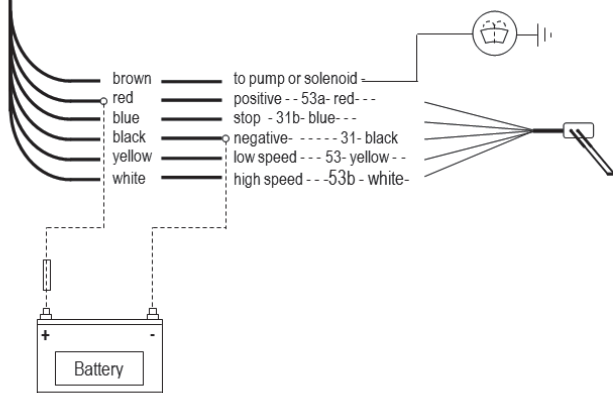 brown to pump or solenoid -
red positive - - 53a- red- - -
blue stop - 31b- blue- - -
black negative- - - - - - 31- black
yellow low speed - - - 53- yellow - -
white high speed - - -53b - white-
+ -
Battery